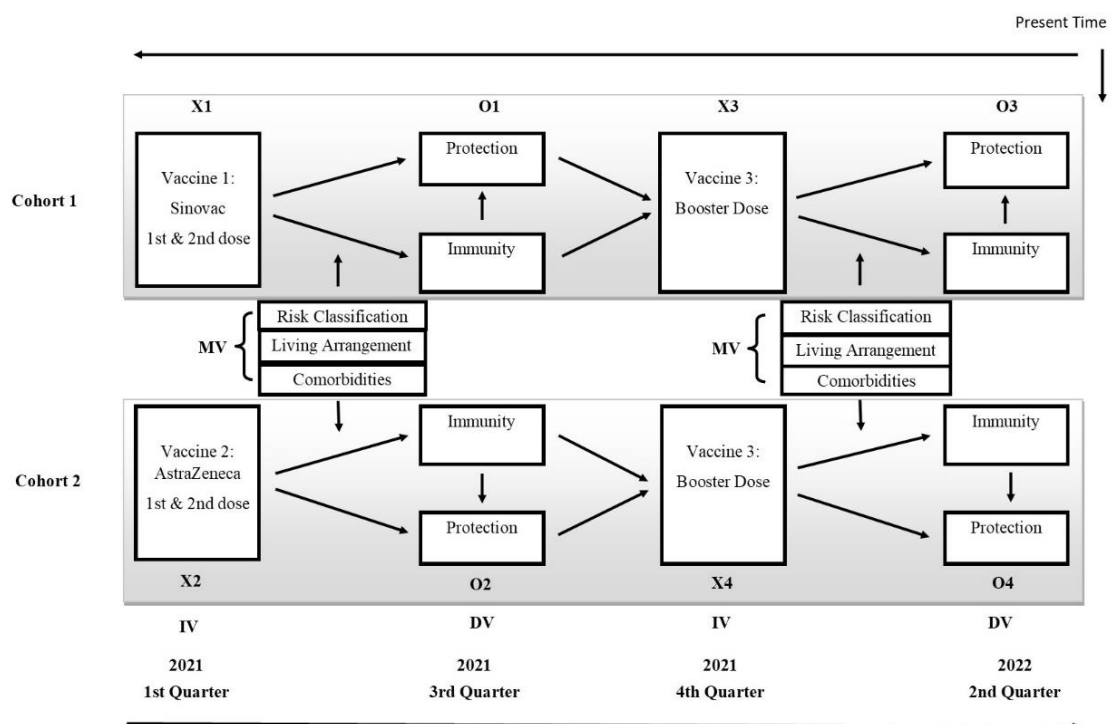 Present Time
X1 O1 X3 O3
Cohort 1
Vaccine 1:
Sinovac
1st & 2nd dose
Protection
Immunity
Vaccine 3:
Booster Dose
Protection
Immunity
MV
Risk Classification
Living Arrangement
Comorbidities
MV
Risk Classification
Living Arrangement
Comorbidities
Cohort 2
Vaccine 2:
AstraZeneca
1st & 2nd dose
Immunity
Protection
Vaccine 3:
Booster Dose
Immunity
Protection
X2 O2 X4 O4
IV DV IV DV
2021 2021 2021 2022
1st Quarter 3rd Quarter 4th Quarter 2nd Quarter